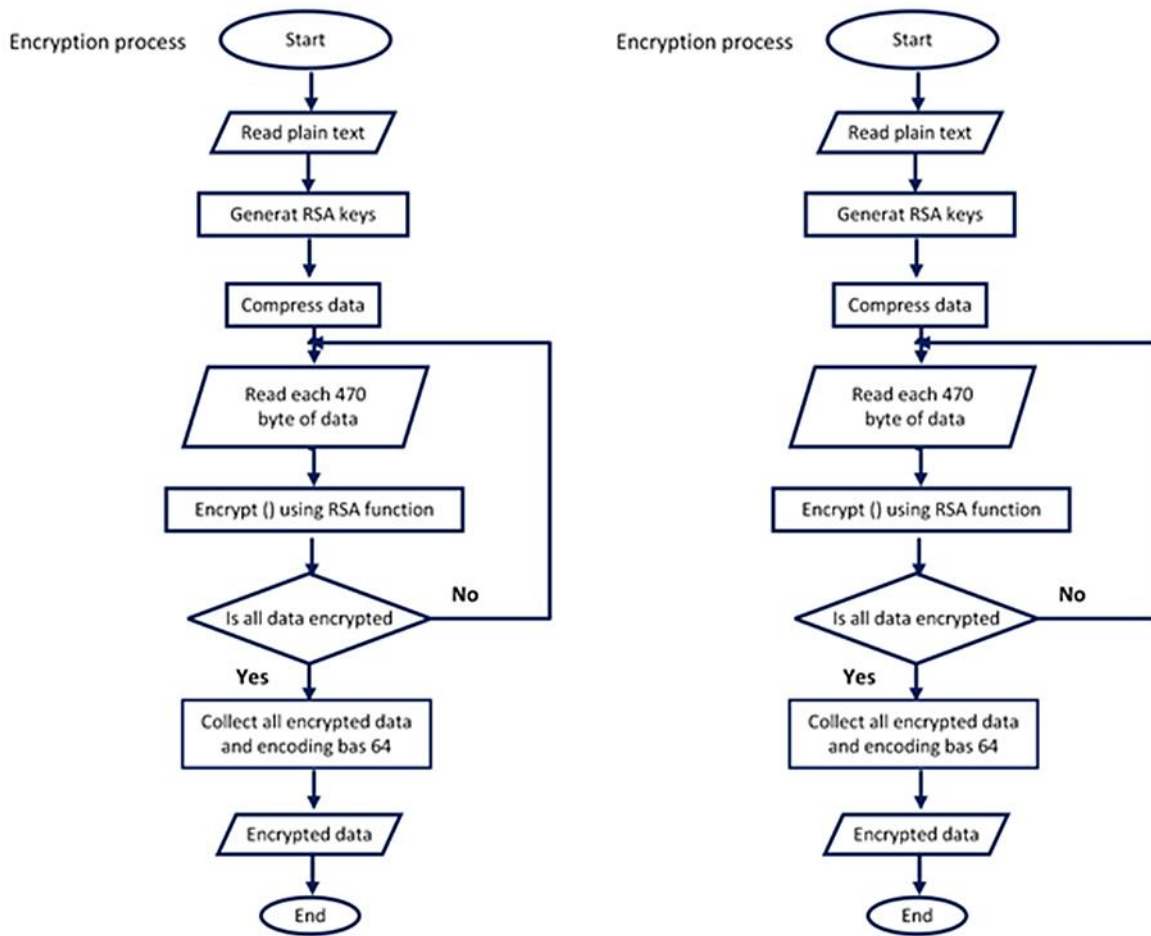 Encryption process
Start
Read plain text
Generat RSA keys
Compress data
Read each 470
byte of data
Encrypt () using RSA function
Is all data encrypted
No
Yes
Collect all encrypted data
and encoding bas 64
Encrypted data
End
Encryption process
Start
Read plain text
Generat RSA keys
Compress data
Read each 470
byte of data
Encrypt () using RSA function
Is all data encrypted
No
Yes
Collect all encrypted data
and encoding bas 64
Encrypted data
End